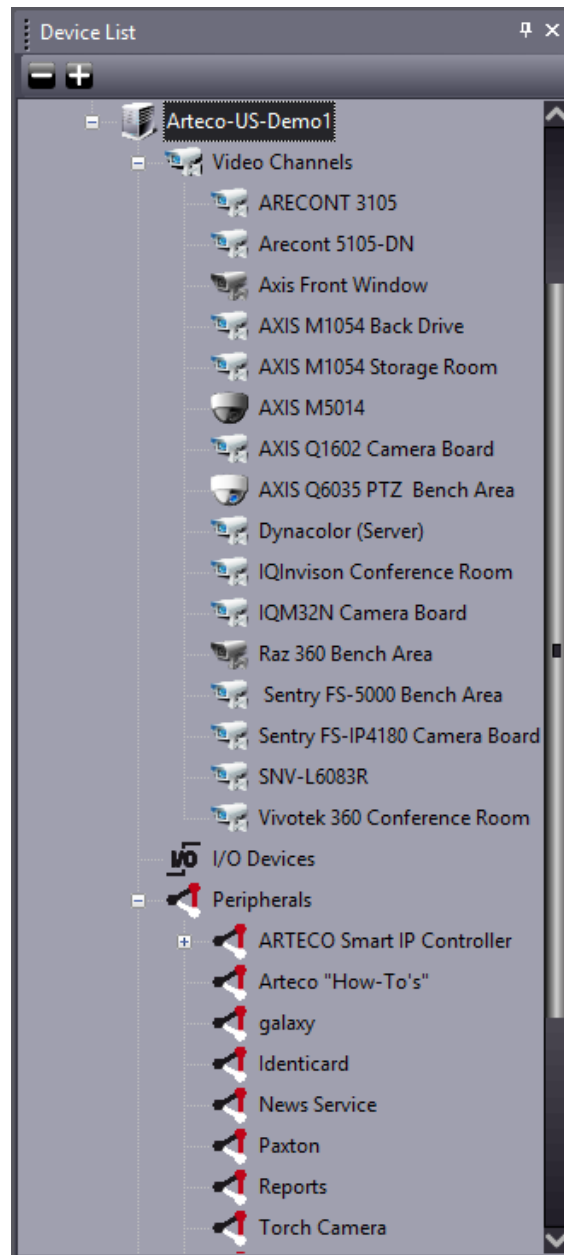 Device List
Arteco-US-Demo1
Video Channels
ARECONT 3105
Arecont 5105-DN
Axis Front Window
AXIS M1054 Back Drive
AXIS M1054 Storage Room
AXIS M5014
AXIS Q1602 Camera Board
AXIS Q6035 PTZ  Bench Area
Dynacolor (Server)
IQInvison Conference Room
IQM32N Camera Board
Raz 360 Bench Area
Sentry FS-5000 Bench Area
Sentry FS-IP4180 Camera Board
SNV-L6083R
Vivotek 360 Conference Room
I/O I/O Devices
Peripherals
ARTECO Smart IP Controller
Arteco "How-To's"
galaxy
Identicard
News Service
Paxton
Reports
Torch Camera